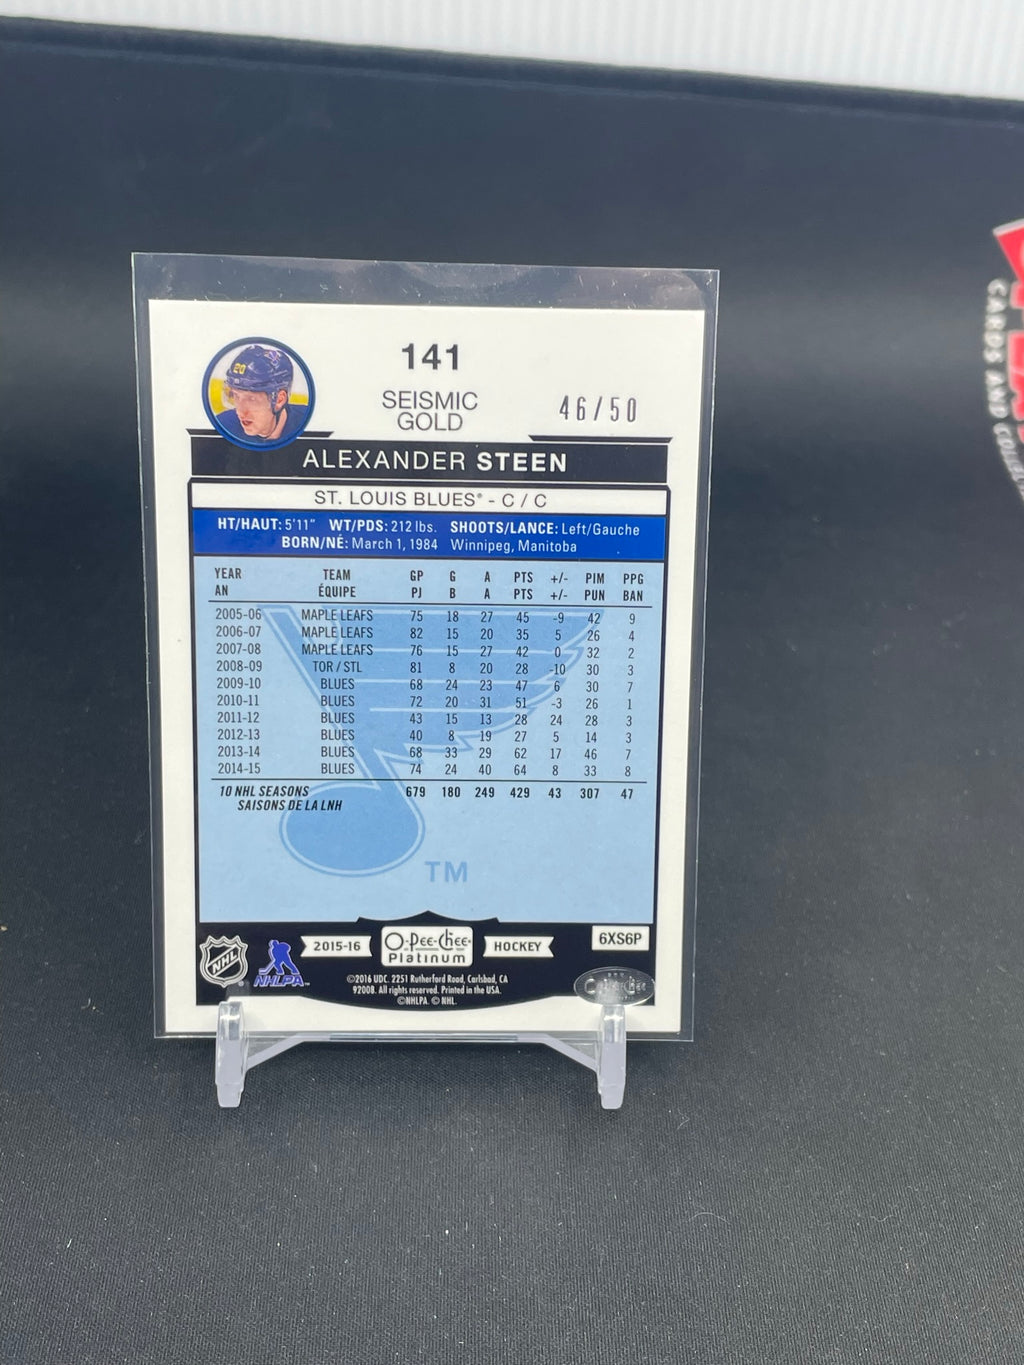 141
SEISMIC
GOLD
46/50
20
ALEXANDER STEEN
ST. LOUIS BLUES® - C / C
HT/HAUT: 5'11" WT/PDS: 212 lbs. SHOOTS/LANCE: Left/Gauche
BORN/NÉ: March 1, 1984 Winnipeg, Manitoba
YEAR TEAM GP G A PTS +/- PIM PPG
AN ÉQUIPE PJ B A PTS +/- PUN BAN
2005-06 MAPLE LEAFS 75 18 27 45 -9 42 9
2006-07 MAPLE LEAFS 82 15 20 35 5 26 4
2007-08 MAPLE LEAFS 76 15 27 42 0 32 2
2008-09 TOR / STL 81 8 20 28 -10 30 3
2009-10 BLUES 68 24 23 47 6 30 7
2010-11 BLUES 72 20 31 51 -3 26 1
2011-12 BLUES 43 15 13 28 24 28 3
2012-13 BLUES 40 8 19 27 5 14 3
2013-14 BLUES 68 33 29 62 17 46 7
2014-15 BLUES 74 24 40 64 8 33 8
10 NHL SEASONS 679 180 249 429 43 307 47
SAISONS DE LA LNH
TM
NHL
NHLPA™
2015-16
O-Pee-Chee®
Platinum
HOCKEY
6XS6P
©2016 UDC. 2251 Rutherford Road, Carlsbad, CA
92008. All rights reserved. Printed in the USA.
©NHLPA. © NHL.
CARDS AND